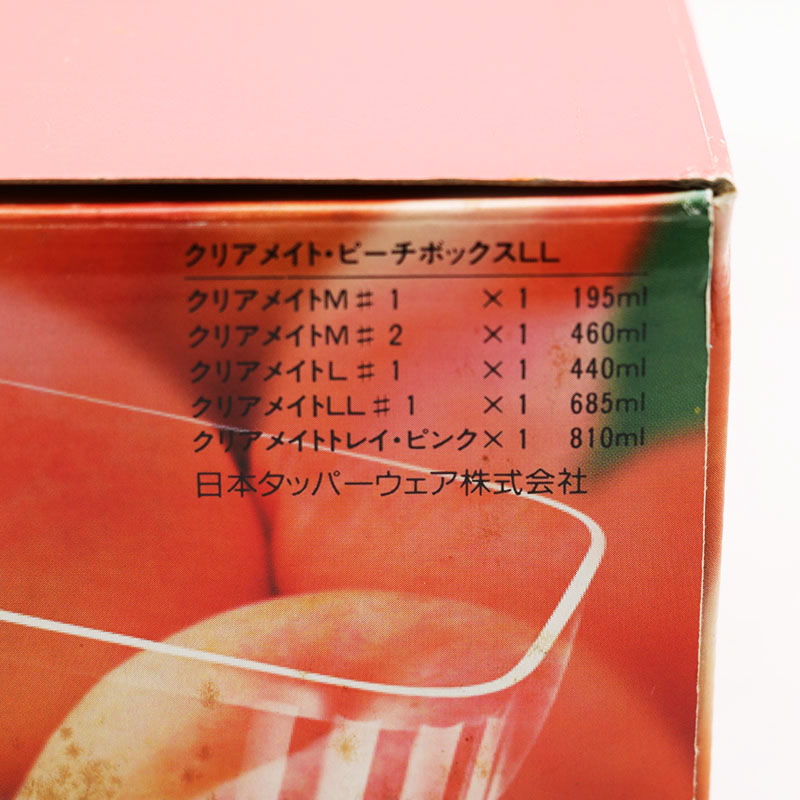 クリアメイト・ピーチボックスLL
クリアメイトM♯1 ×1 195ml
クリアメイトM♯2 ×1 460ml
クリアメイトL♯1 ×1 440ml
クリアメイトLL♯1 ×1 685ml
クリアメイトトレイ・ピンク×1 810ml
日本タッパーウェア株式会社